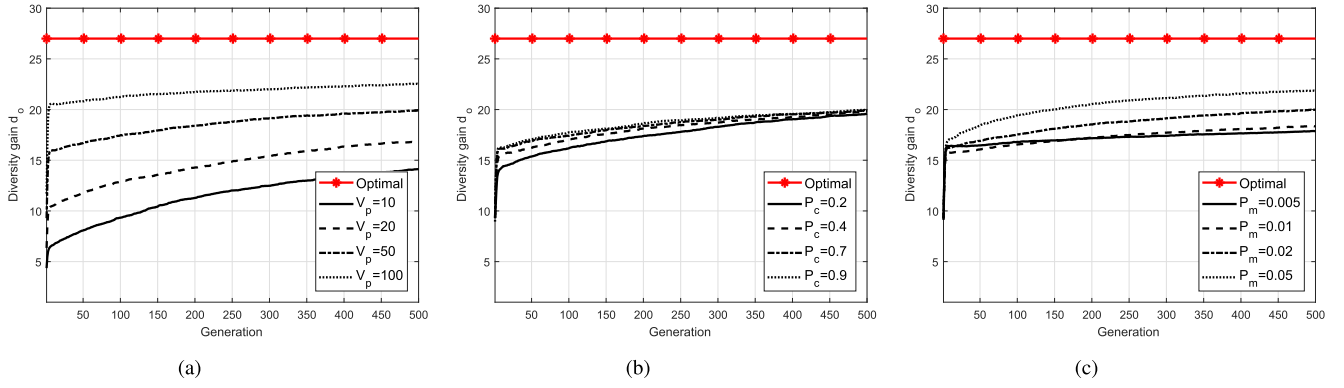 30
25
20
15
10
5
Diversity gain d_o
50 100 150 200 250 300 350 400 450 500
Generation
Optimal
V_p=10
V_p=20
V_p=50
V_p=100
(a)
30
25
20
15
10
5
Diversity gain d_o
50 100 150 200 250 300 350 400 450 500
Generation
Optimal
P_c=0.2
P_c=0.4
P_c=0.7
P_c=0.9
(b)
30
25
20
15
10
5
Diversity gain d_o
50 100 150 200 250 300 350 400 450 500
Generation
Optimal
P_m=0.005
P_m=0.01
P_m=0.02
P_m=0.05
(c)